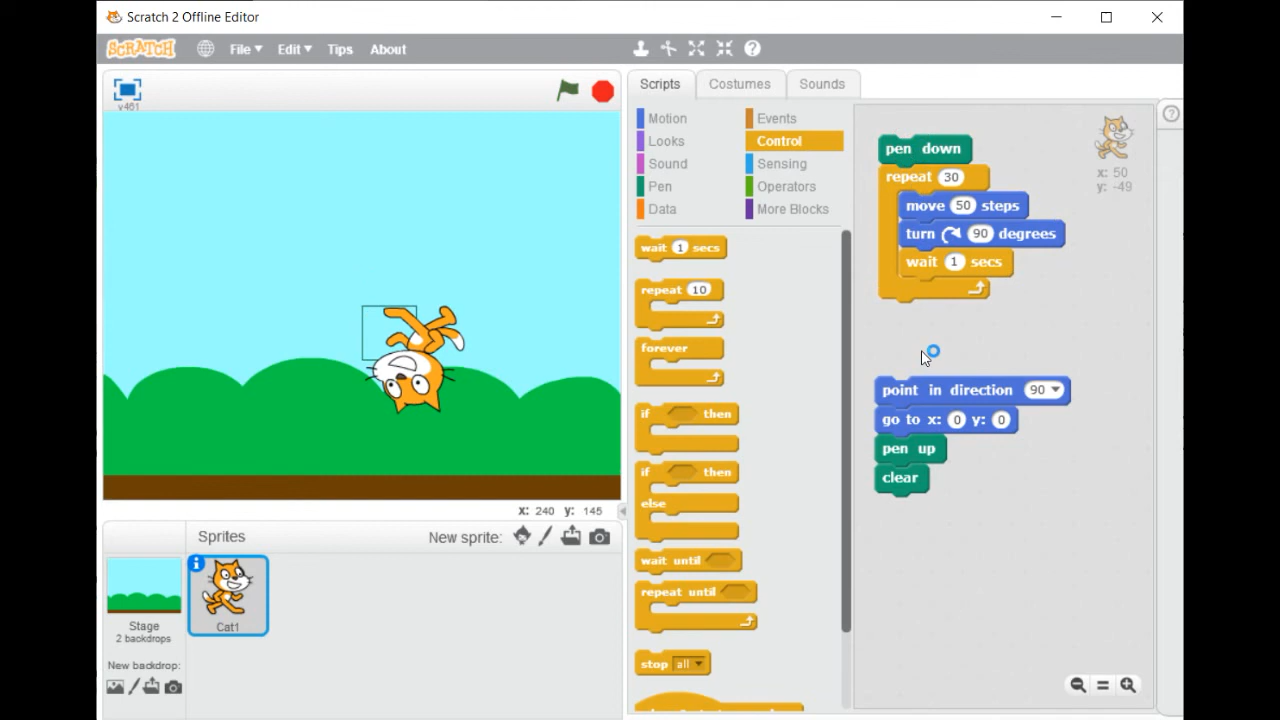 Scratch 2 Offline Editor
SCRATCH File Edit Tips About
v461
Scripts Costumes Sounds
Motion Events
Looks Control
Sound Sensing
Pen Operators
Data More Blocks
wait 1 secs
repeat 10
forever
if then
if then
else
wait until
repeat until
stop all
pen down
repeat 30
move 50 steps
turn 90 degrees
wait 1 secs
point in direction 90
go to x: 0 y: 0
pen up
clear
x: 50
y: -49
x: 240 y: 145
Sprites New sprite:
Stage
2 backdrops
New backdrop:
Cat1